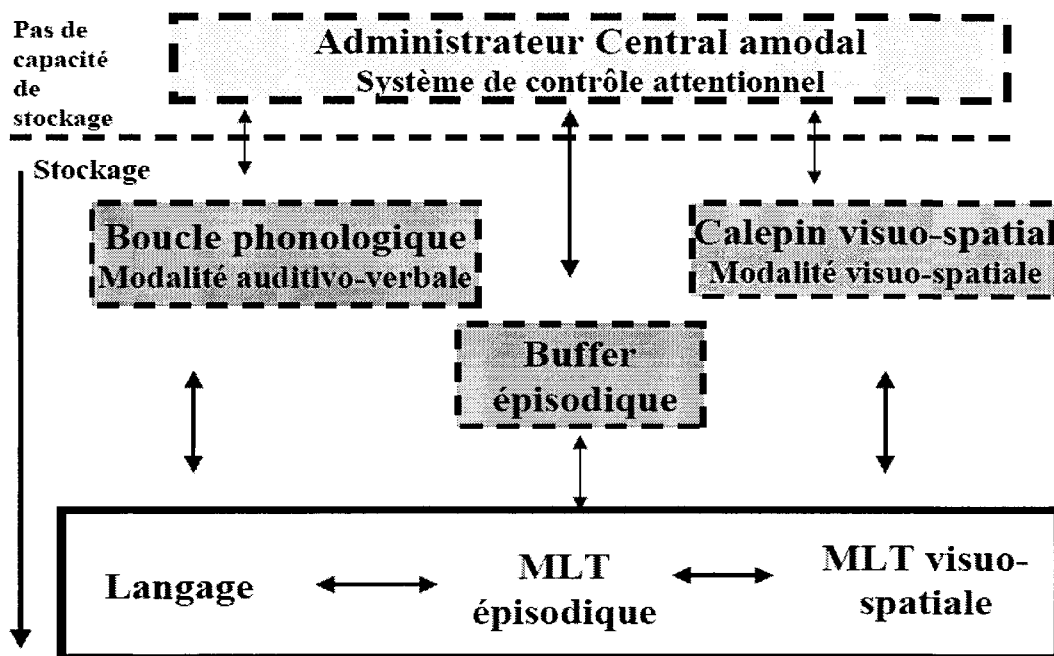 Pas de
capacité
de
stockage
Administrateur Central amodal
Système de contrôle attentionnel
Stockage
Boucle phonologique
Modalité auditivo-verbale
Calepin visuo-spatial
Modalité visuo-spatiale
Buffer
épisodique
Langage
MLT
épisodique
MLT visuo-
spatiale